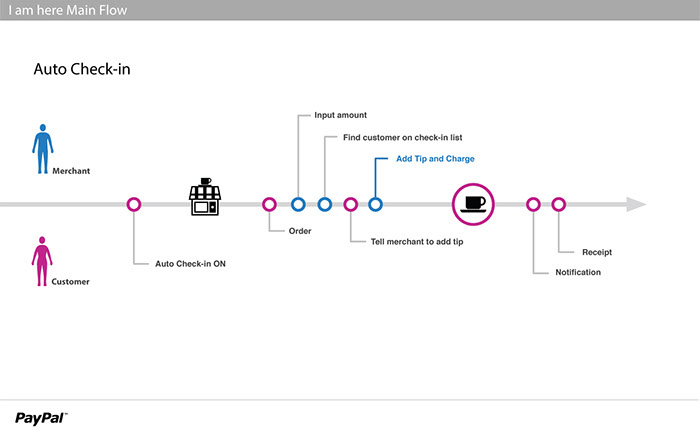 I am here Main Flow
Auto Check-in
Input amount
Find customer on check-in list
Add Tip and Charge
Merchant
Order
Tell merchant to add tip
Receipt
Auto Check-in ON
Notification
Customer
PayPal™